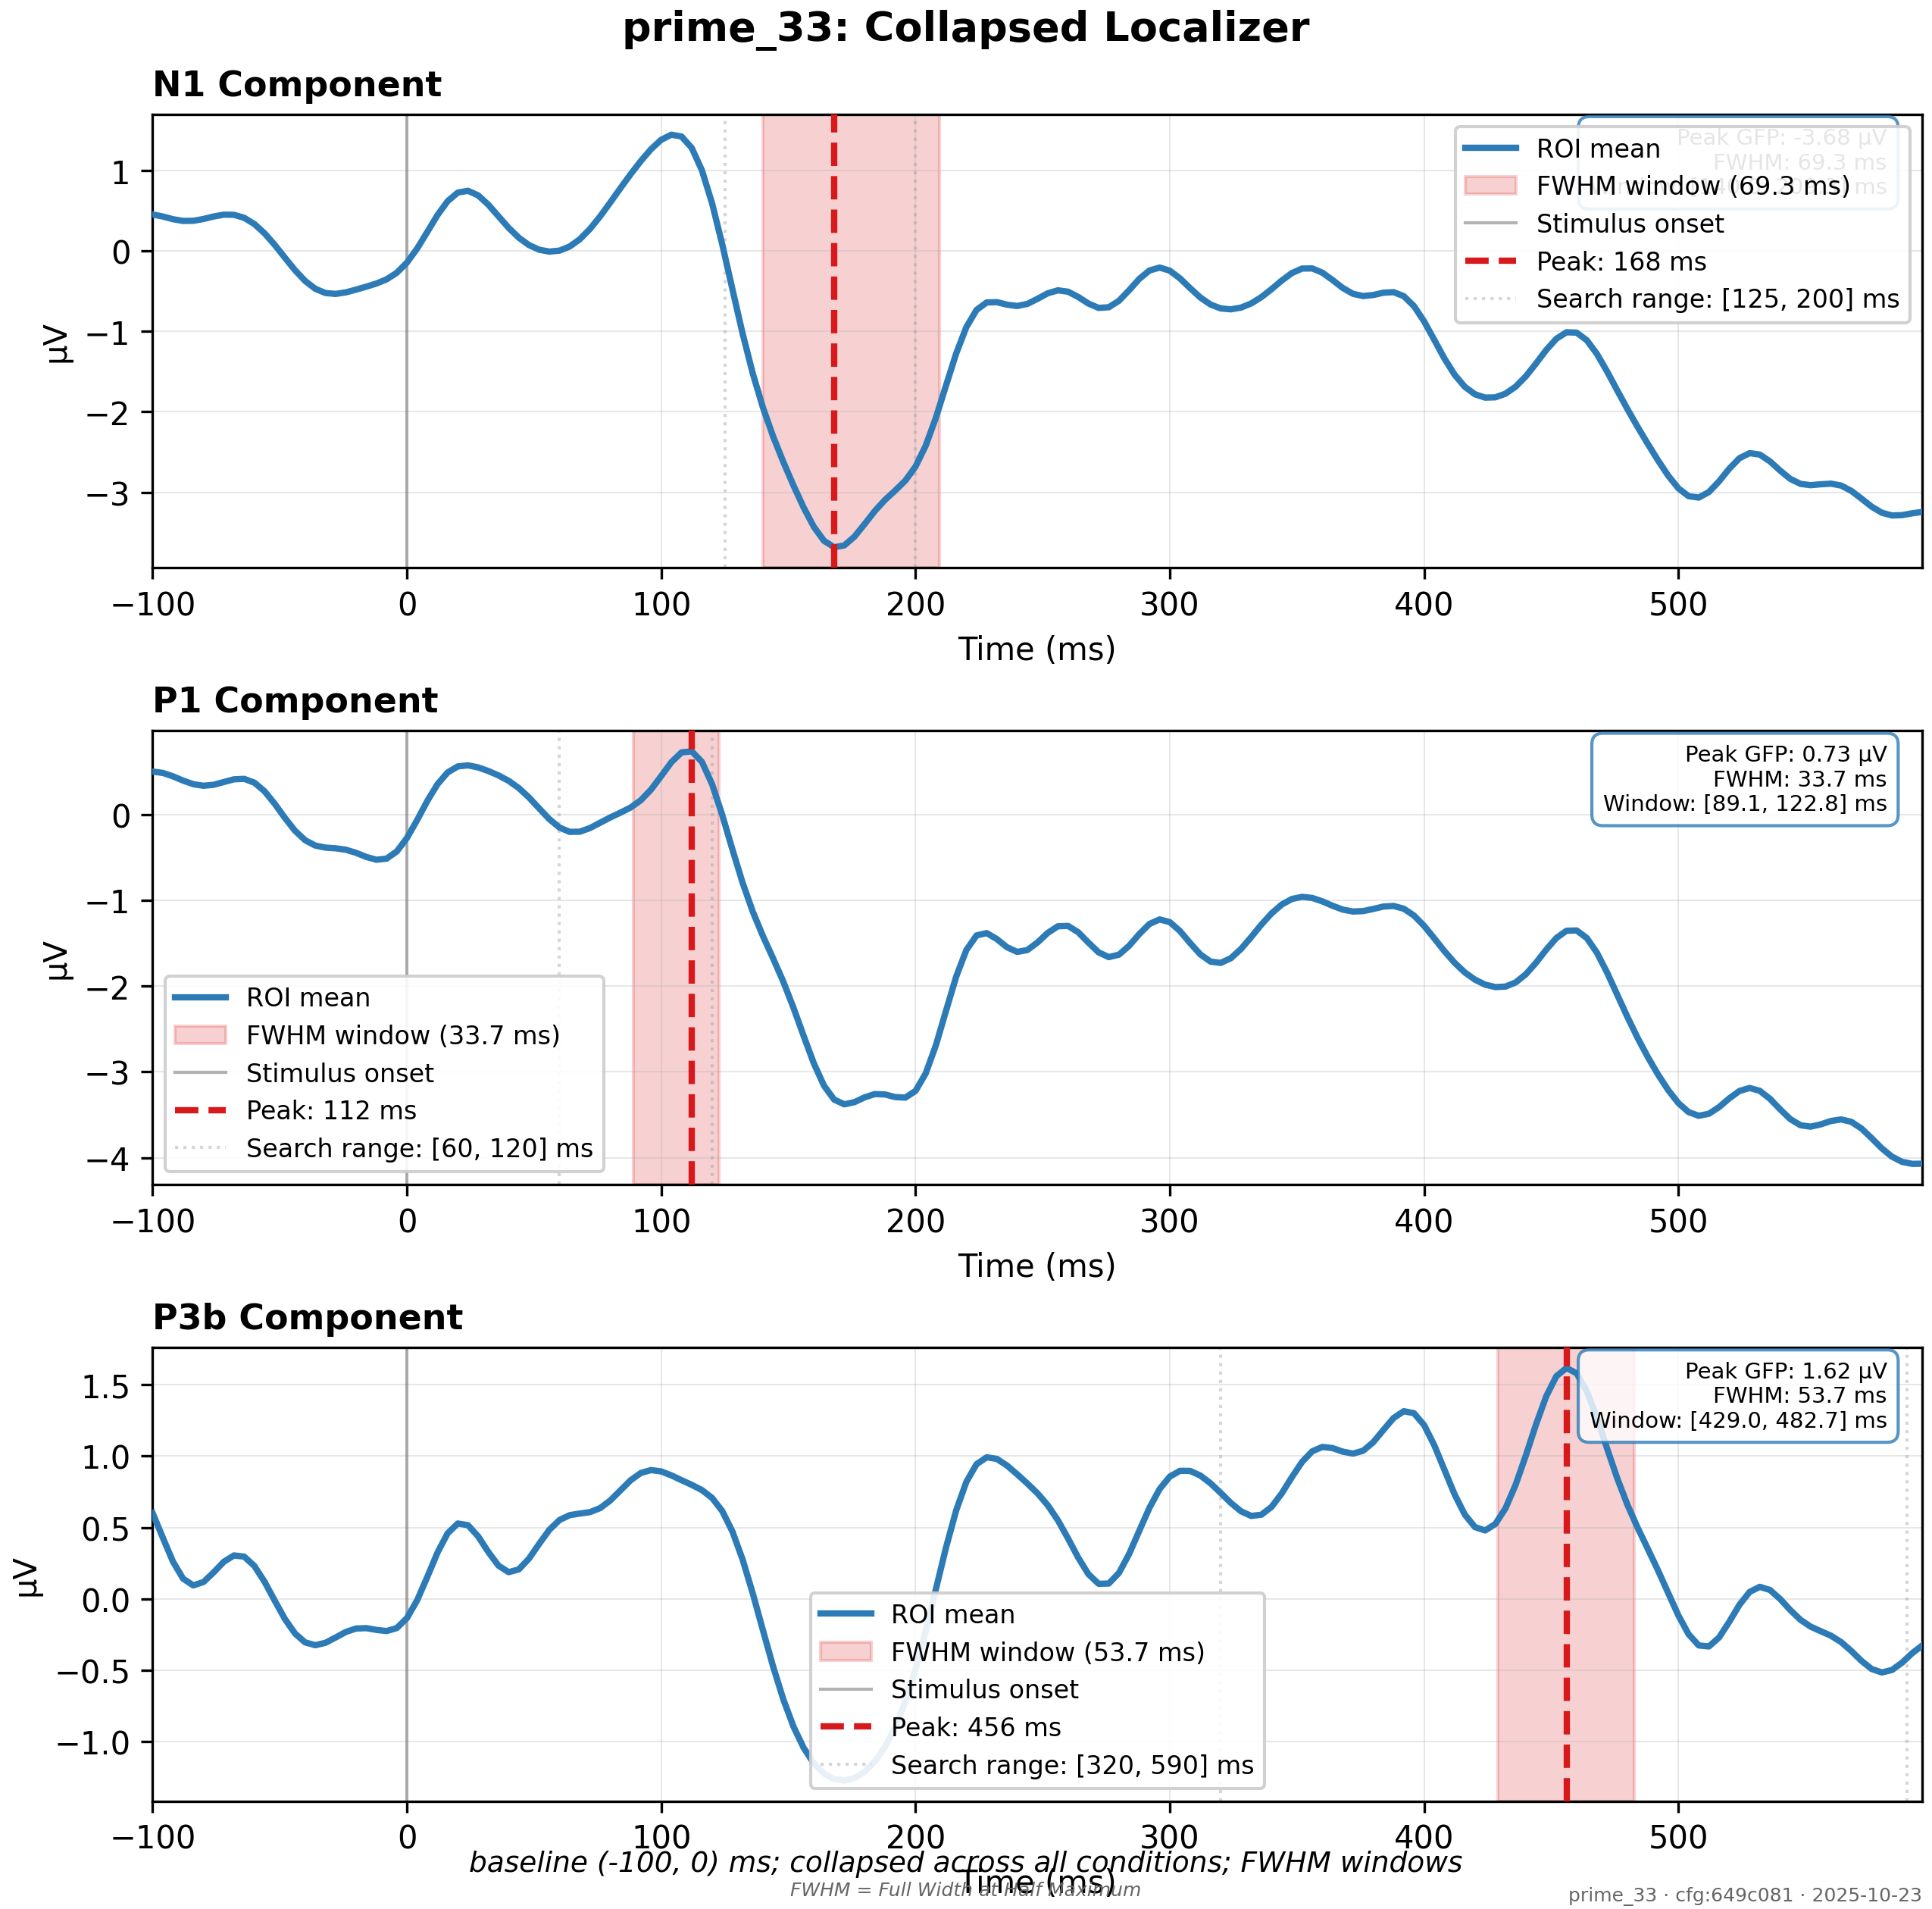 prime_33: Collapsed Localizer
N1 Component
Peak GFP: -3.68 µV
FWHM: 69.3 ms
ROI mean
FWHM window (69.3 ms)
Stimulus onset
Peak: 168 ms
Search range: [125, 200] ms
µV
1
0
−1
−2
−3
−100 0 100 200 300 400 500
Time (ms)
P1 Component
Peak GFP: 0.73 µV
FWHM: 33.7 ms
Window: [89.1, 122.8] ms
µV
0
−1
−2
−3
−4
ROI mean
FWHM window (33.7 ms)
Stimulus onset
Peak: 112 ms
Search range: [60, 120] ms
−100 0 100 200 300 400 500
Time (ms)
P3b Component
Peak GFP: 1.62 µV
FWHM: 53.7 ms
Window: [429.0, 482.7] ms
µV
1.5
1.0
0.5
0.0
−0.5
−1.0
ROI mean
FWHM window (53.7 ms)
Stimulus onset
Peak: 456 ms
Search range: [320, 590] ms
−100 0 100 200 300 400 500
baseline (-100, 0) ms; collapsed across all conditions; FWHM windows
Time (ms)
FWHM = Full Width at Half Maximum
prime_33 · cfg:649c081 · 2025-10-23